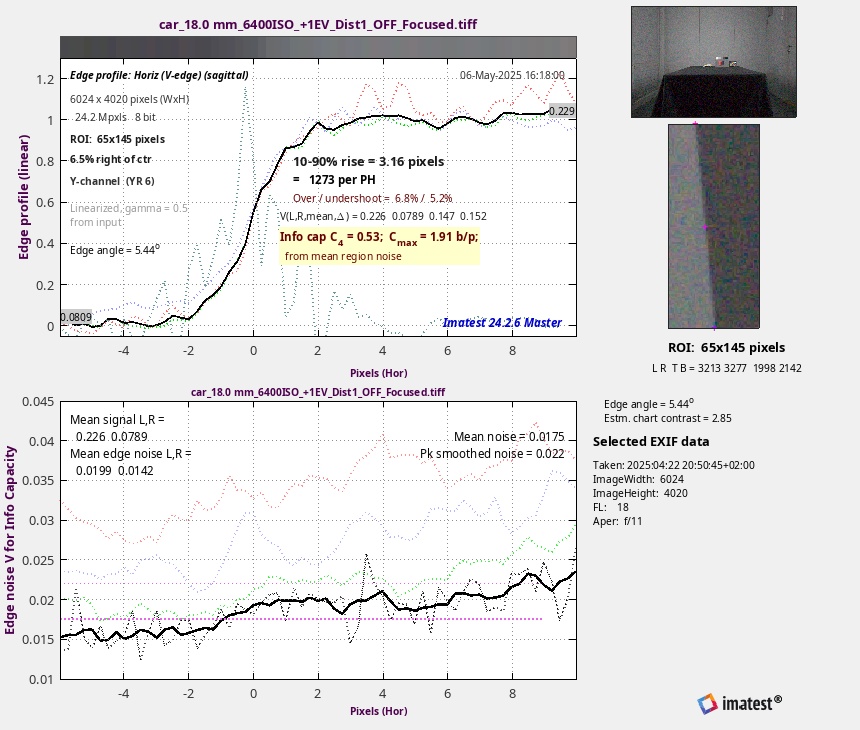 car_18.0 mm_6400ISO_+1EV_Dist1_OFF_Focused.tiff
Edge profile: Horiz (V-edge) (sagittal)
06-May-2025 16:18:00
6024 x 4020 pixels (WxH)
24.2 Mpxls 8 bit
0.229
ROI: 65x145 pixels
6.5% right of ctr
Y-channel (YR 6)
10-90% rise = 3.16 pixels
= 1273 per PH
Over / undershoot = 6.8% / 5.2%
Linearized, gamma = 0.5
from input
V(L,R,mean,Δ) = 0.226 0.0789 0.147 0.152
Info cap C4 = 0.53; Cmax = 1.91 b/p;
from mean region noise
Edge angle = 5.44o
0.0809
Imatest 24.2.6 Master
Edge profile (linear)
1.2
1
0.8
0.6
0.4
0.2
0
-4 -2 0 2 4 6 8
Pixels (Hor)
ROI: 65x145 pixels
L R T B = 3213 3277 1998 2142
car_18.0 mm_6400ISO_+1EV_Dist1_OFF_Focused.tiff
Mean signal L,R =
0.226 0.0789
Mean edge noise L,R =
0.0199 0.0142
Mean noise = 0.0175
Pk smoothed noise = 0.022
Edge noise V for Info Capacity
0.045
0.04
0.035
0.03
0.025
0.02
0.015
0.01
-4 -2 0 2 4 6 8
Pixels (Hor)
Edge angle = 5.44o
Estm. chart contrast = 2.85
Selected EXIF data
Taken: 2025:04:22 20:50:45+02:00
ImageWidth: 6024
ImageHeight: 4020
FL: 18
Aper: f/11
imatest®